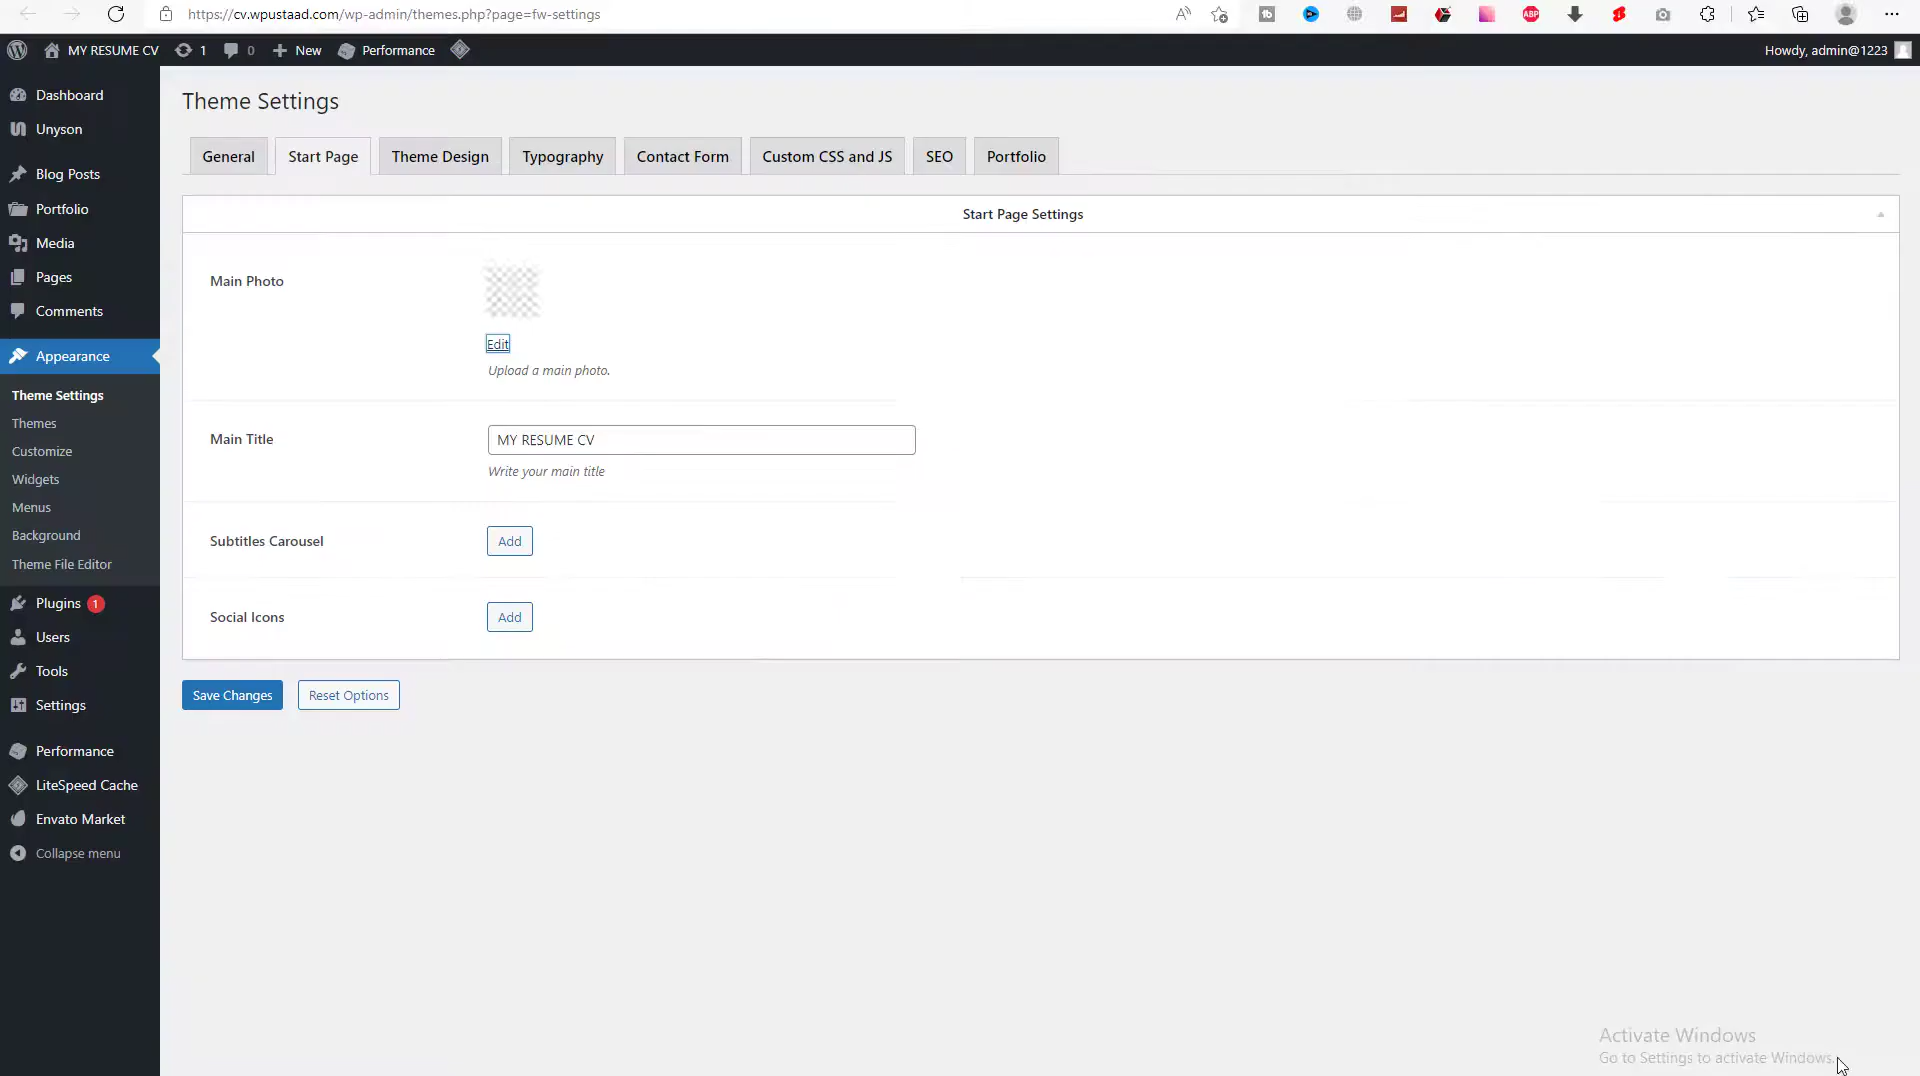 https://cv.wpustaad.com/wp-admin/themes.php?page=fw-settings
MY RESUME CV 1 0 New Performance
Howdy, admin@1223
Dashboard
Unyson
Blog Posts
Portfolio
Media
Pages
Comments
Appearance
Theme Settings
Themes
Customize
Widgets
Menus
Background
Theme File Editor
Plugins 1
Users
Tools
Settings
Performance
LiteSpeed Cache
Envato Market
Collapse menu
Theme Settings
General Start Page Theme Design Typography Contact Form Custom CSS and JS SEO Portfolio
Start Page Settings
Main Photo
Edit
Upload a main photo.
Main Title MY RESUME CV
Write your main title
Subtitles Carousel Add
Social Icons Add
Save Changes Reset Options
Activate Windows
Go to Settings to activate Windows.
ABP